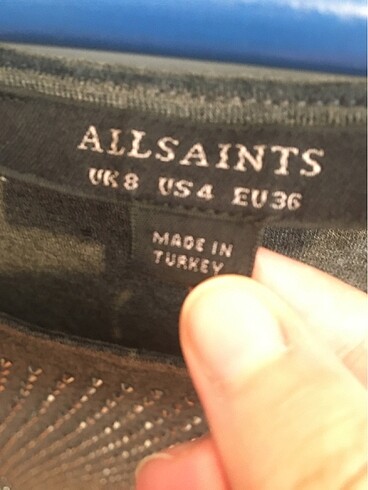 ALLSAINTS
UK 8 US 4 EU 36
MADE IN
TURKEY